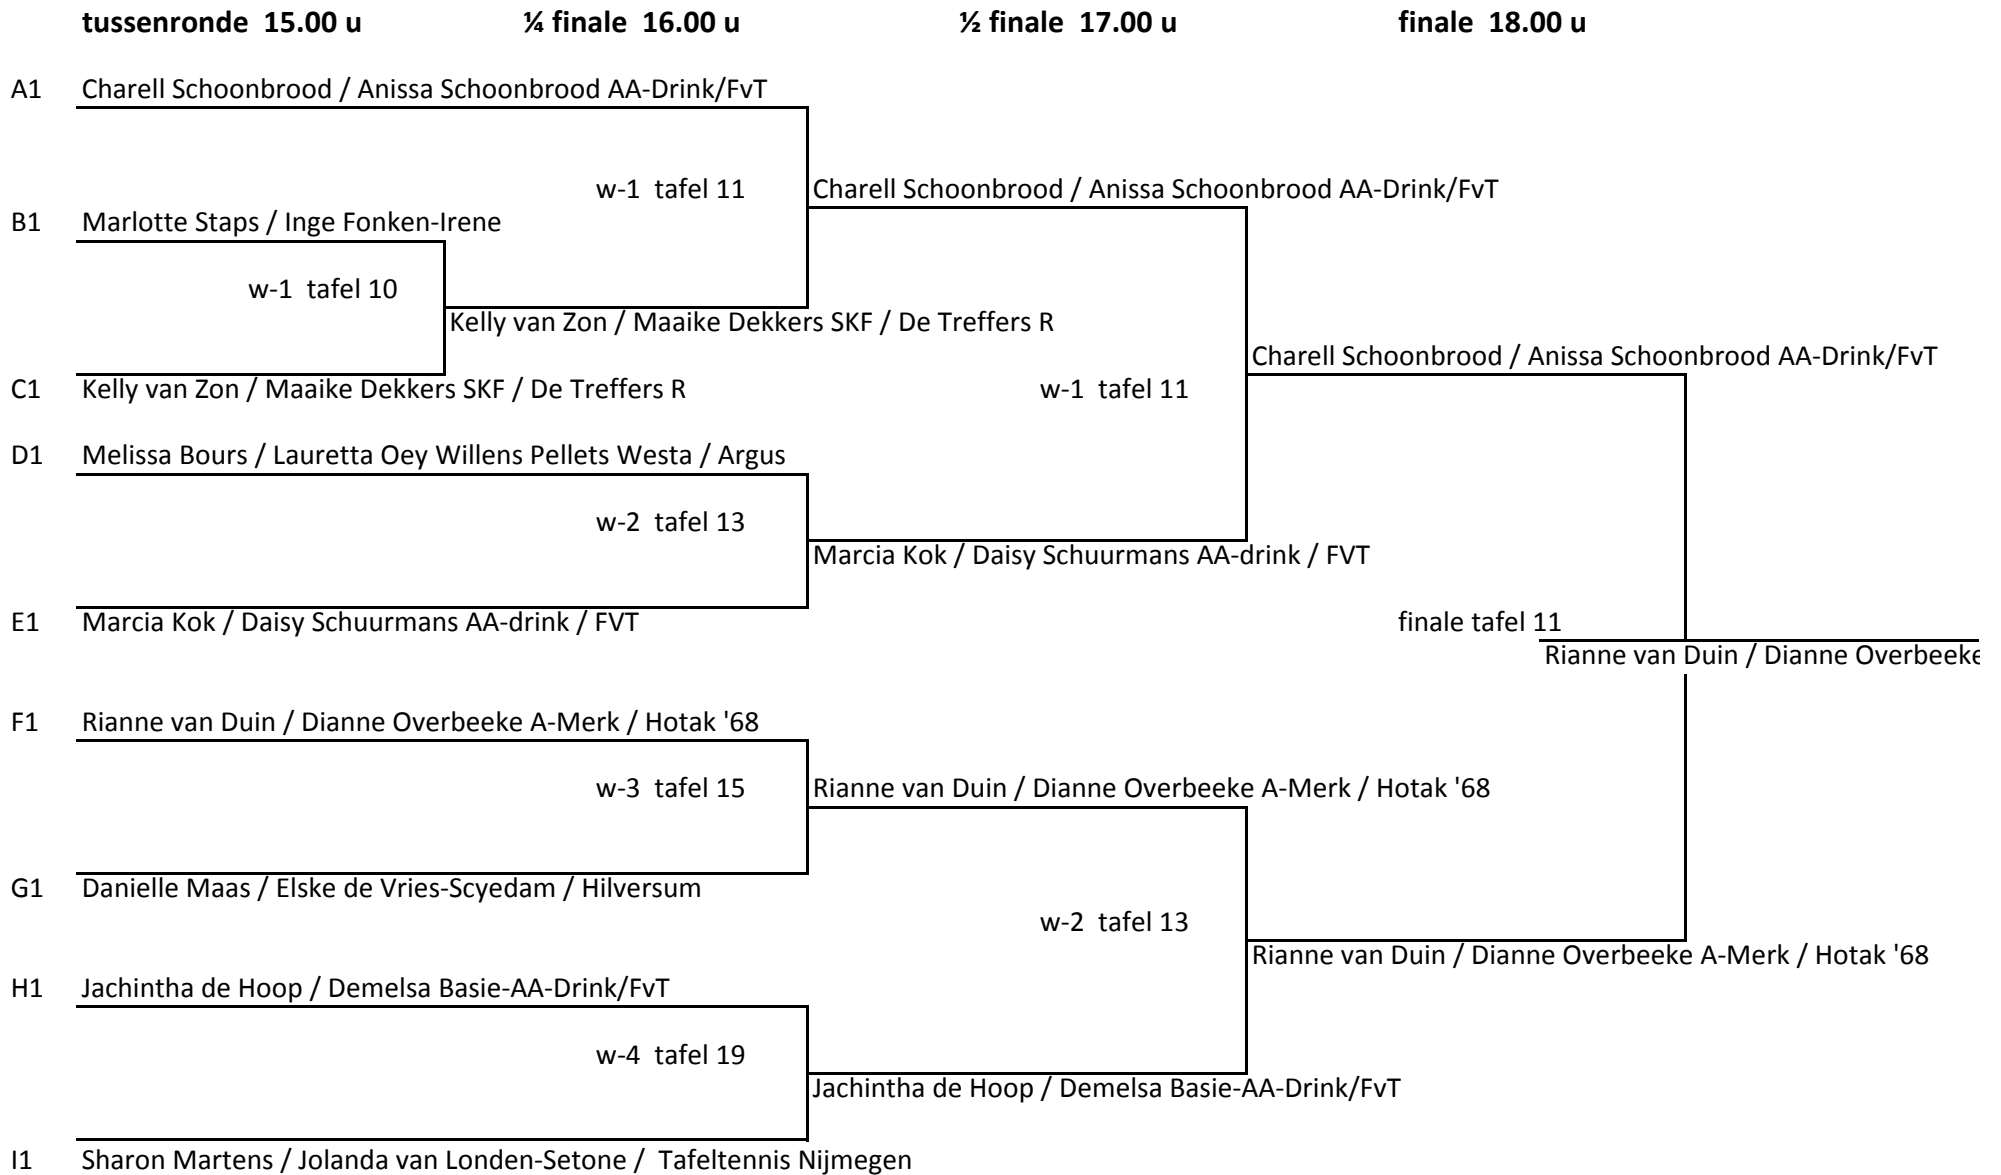 tussenronde 15.00 u ¼ finale 16.00 u ½ finale 17.00 u finale 18.00 u
A1 Charell Schoonbrood / Anissa Schoonbrood AA-Drink/FvT
w-1 tafel 11 Charell Schoonbrood / Anissa Schoonbrood AA-Drink/FvT
B1 Marlotte Staps / Inge Fonken-Irene
w-1 tafel 10
Kelly van Zon / Maaike Dekkers SKF / De Treffers R
Charell Schoonbrood / Anissa Schoonbrood AA-Drink/FvT
C1 Kelly van Zon / Maaike Dekkers SKF / De Treffers R w-1 tafel 11
D1 Melissa Bours / Lauretta Oey Willens Pellets Westa / Argus
w-2 tafel 13
Marcia Kok / Daisy Schuurmans AA-drink / FVT
E1 Marcia Kok / Daisy Schuurmans AA-drink / FVT finale tafel 11
Rianne van Duin / Dianne Overbeeke
F1 Rianne van Duin / Dianne Overbeeke A-Merk / Hotak '68
w-3 tafel 15 Rianne van Duin / Dianne Overbeeke A-Merk / Hotak '68
G1 Danielle Maas / Elske de Vries-Scyedam / Hilversum
w-2 tafel 13
Rianne van Duin / Dianne Overbeeke A-Merk / Hotak '68
H1 Jachintha de Hoop / Demelsa Basie-AA-Drink/FvT
w-4 tafel 19
Jachintha de Hoop / Demelsa Basie-AA-Drink/FvT
I1 Sharon Martens / Jolanda van Londen-Setone / Tafeltennis Nijmegen